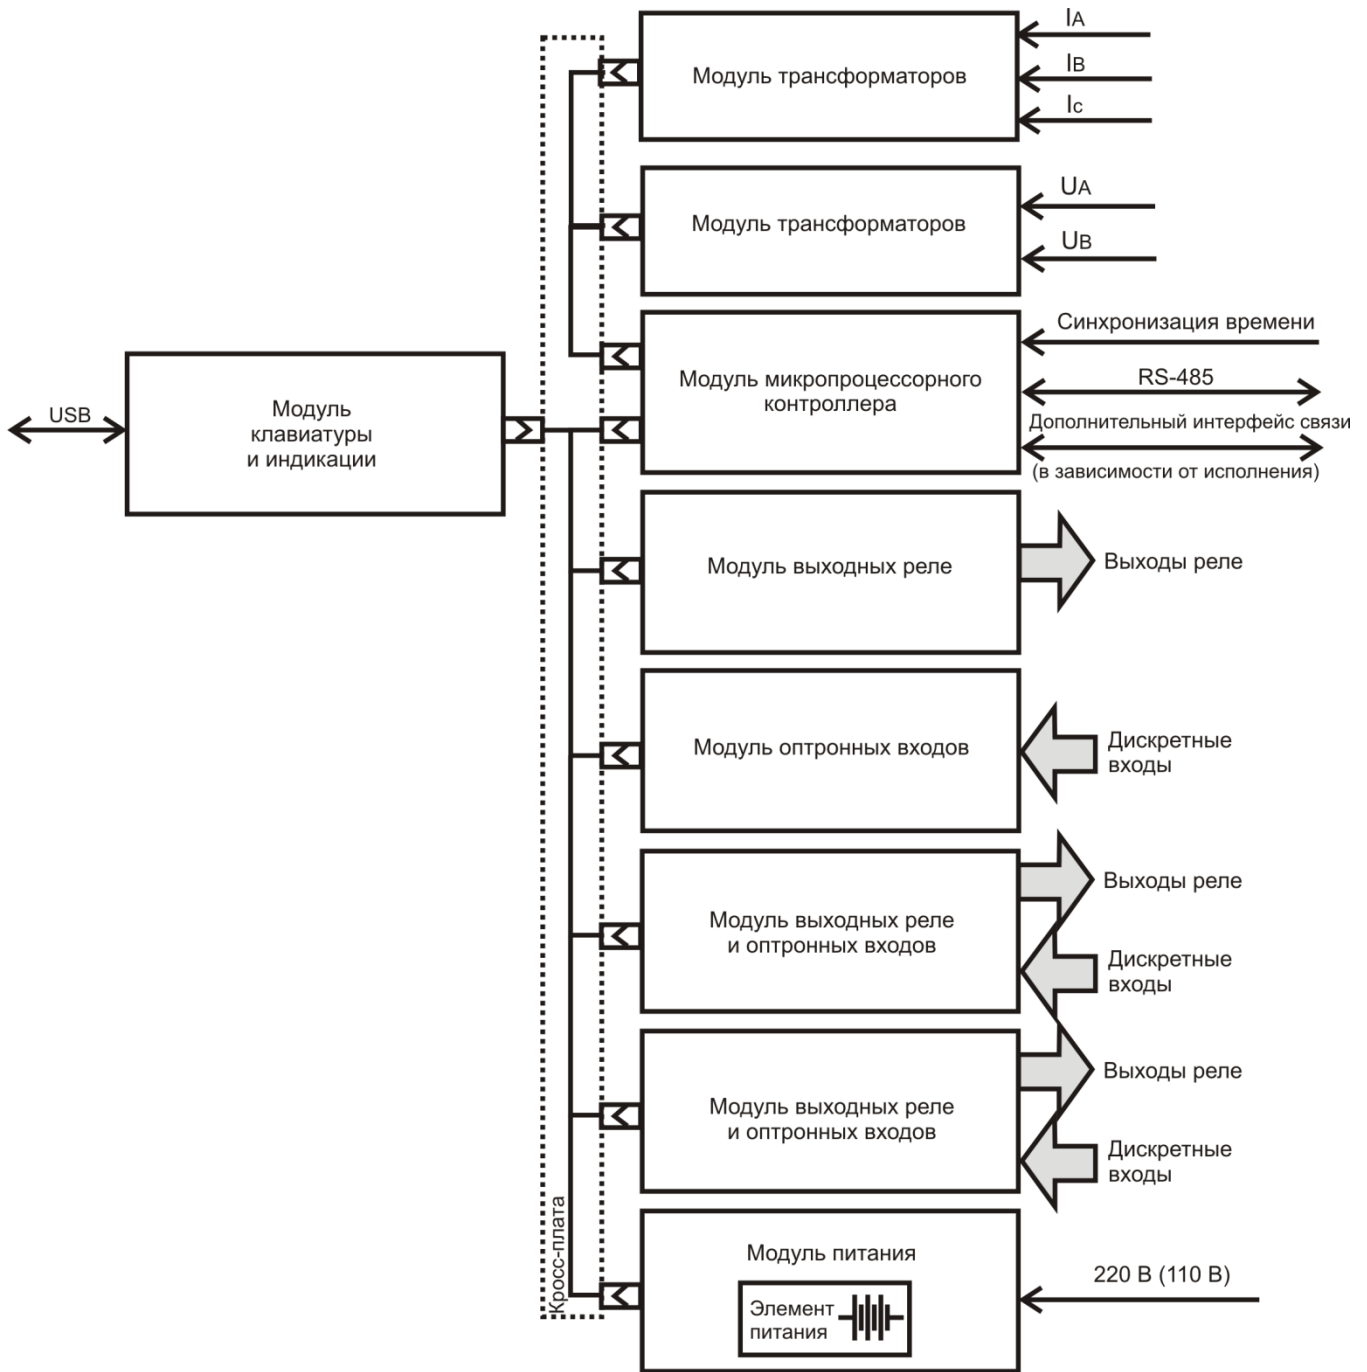 IA
Модуль трансформаторов
IB
Ic
UA
Модуль трансформаторов
UB
Синхронизация времени
Модуль микропроцессорного
контроллера
RS-485
Дополнительный интерфейс связи
(в зависимости от исполнения)
USB
Модуль
клавиатуры
и индикации
Модуль выходных реле
Выходы реле
Модуль оптронных входов
Дискретные
входы
Модуль выходных реле
и оптронных входов
Выходы реле
Дискретные
входы
Модуль выходных реле
и оптронных входов
Выходы реле
Дискретные
входы
Кросс-плата
Модуль питания
Элемент
питания
220 В (110 В)